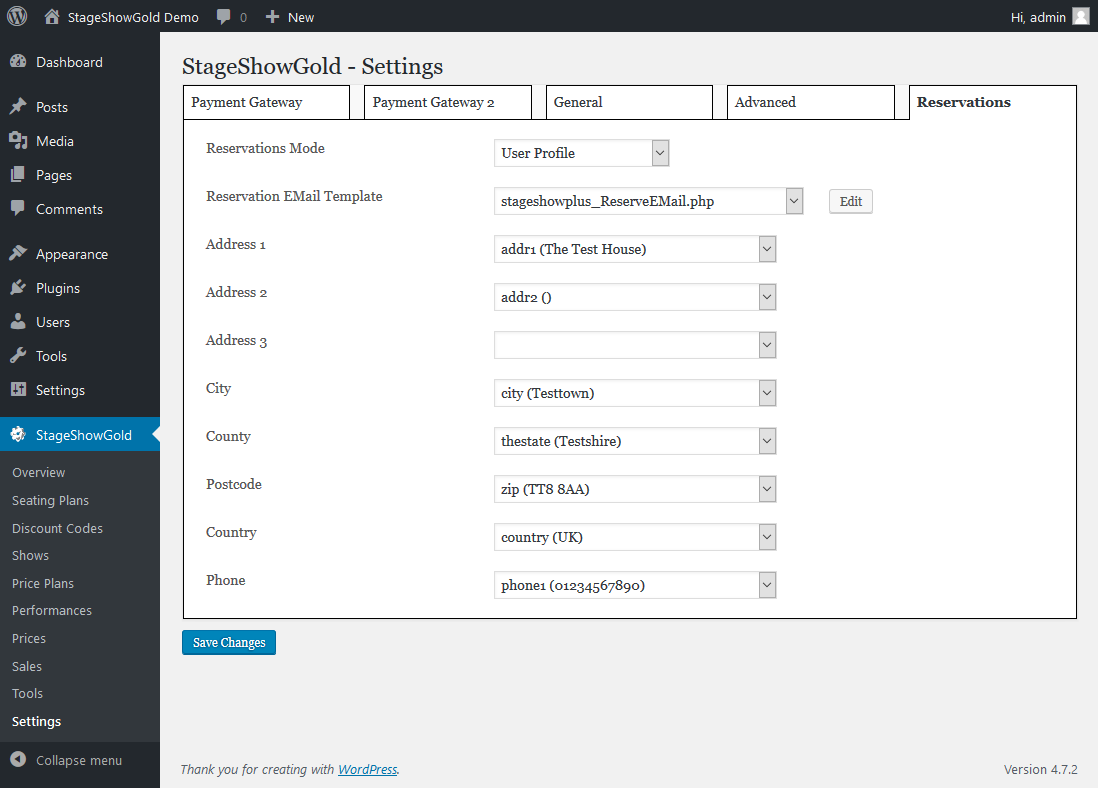 StageShowGold Demo 0 New Hi, admin
Dashboard
Posts
Media
Pages
Comments
Appearance
Plugins
Users
Tools
Settings
StageShowGold
Overview
Seating Plans
Discount Codes
Shows
Price Plans
Performances
Prices
Sales
Tools
Settings
Collapse menu
StageShowGold - Settings
Payment Gateway Payment Gateway 2 General Advanced Reservations
Reservations Mode User Profile
Reservation EMail Template stageshowplus_ReserveEMail.php Edit
Address 1 addr1 (The Test House)
Address 2 addr2 ()
Address 3
City city (Testtown)
County thestate (Testshire)
Postcode zip (TT8 8AA)
Country country (UK)
Phone phone1 (01234567890)
Save Changes
Thank you for creating with WordPress. Version 4.7.2